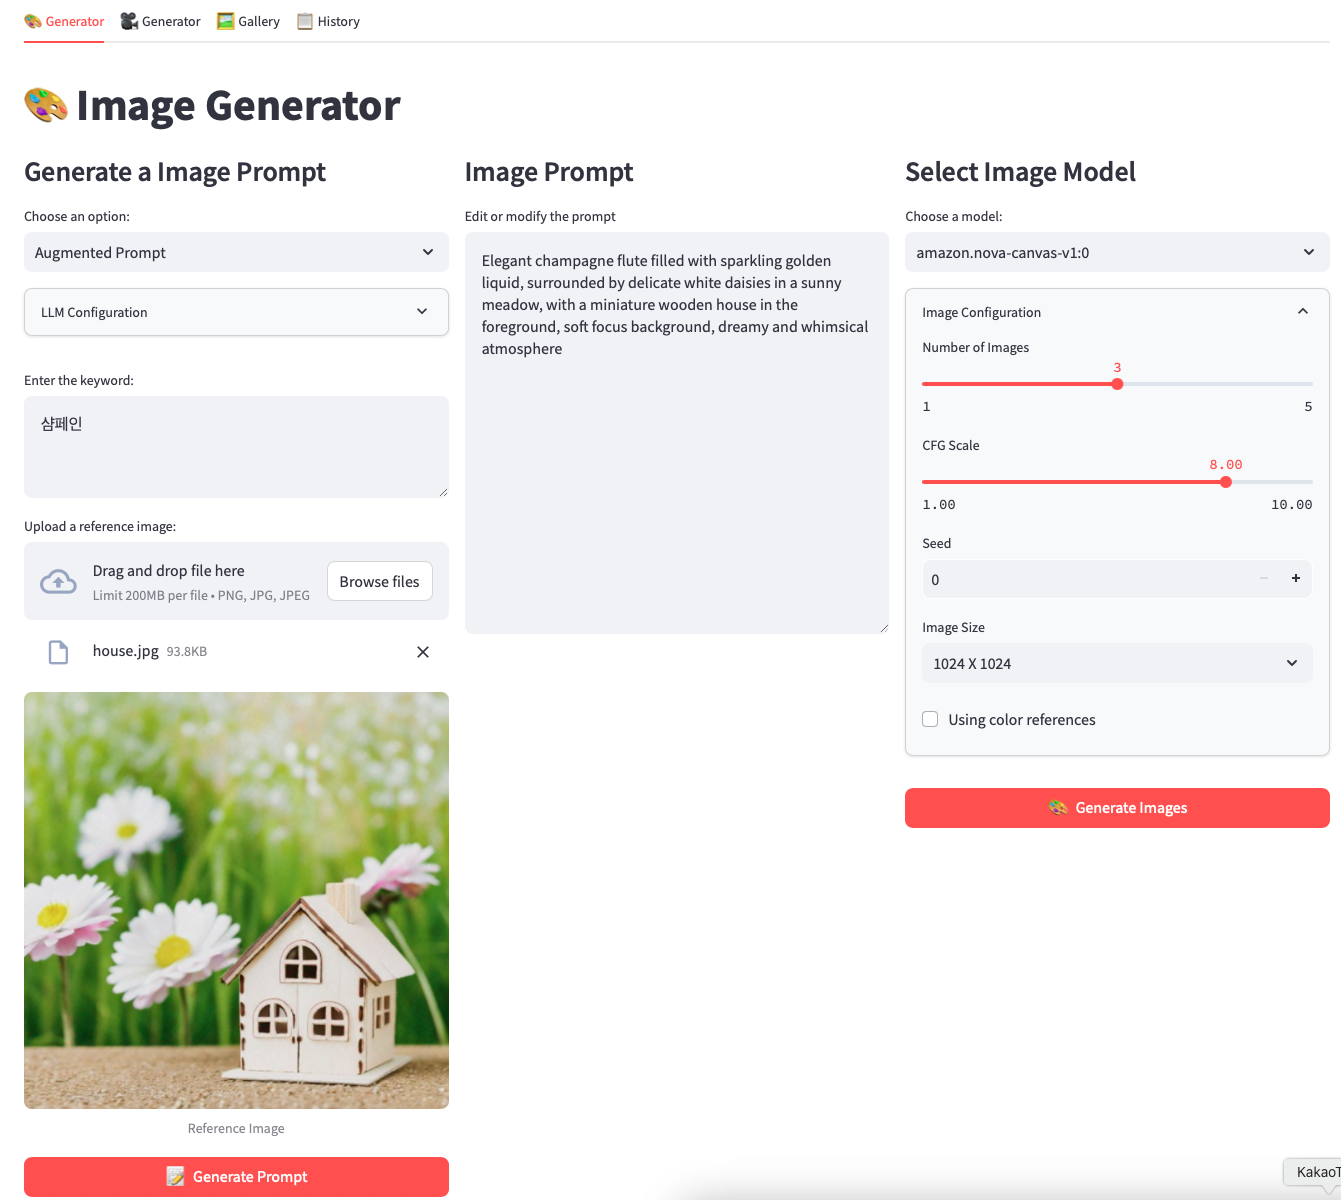 Generator
Generator
Gallery
History
Image Generator
Generate a Image Prompt
Choose an option:
Augmented Prompt
LLM Configuration
Enter the keyword:
샴페인
Upload a reference image:
Drag and drop file here
Limit 200MB per file • PNG, JPG, JPEG
Browse files
house.jpg 93.8KB
Reference Image
Generate Prompt
Image Prompt
Edit or modify the prompt
Elegant champagne flute filled with sparkling golden
liquid, surrounded by delicate white daisies in a sunny
meadow, with a miniature wooden house in the
foreground, soft focus background, dreamy and whimsical
atmosphere
Select Image Model
Choose a model:
amazon.nova-canvas-v1:0
Image Configuration
Number of Images
3
1 5
CFG Scale
8.00
1.00 10.00
Seed
0
Image Size
1024 X 1024
Using color references
Generate Images
KakaoT